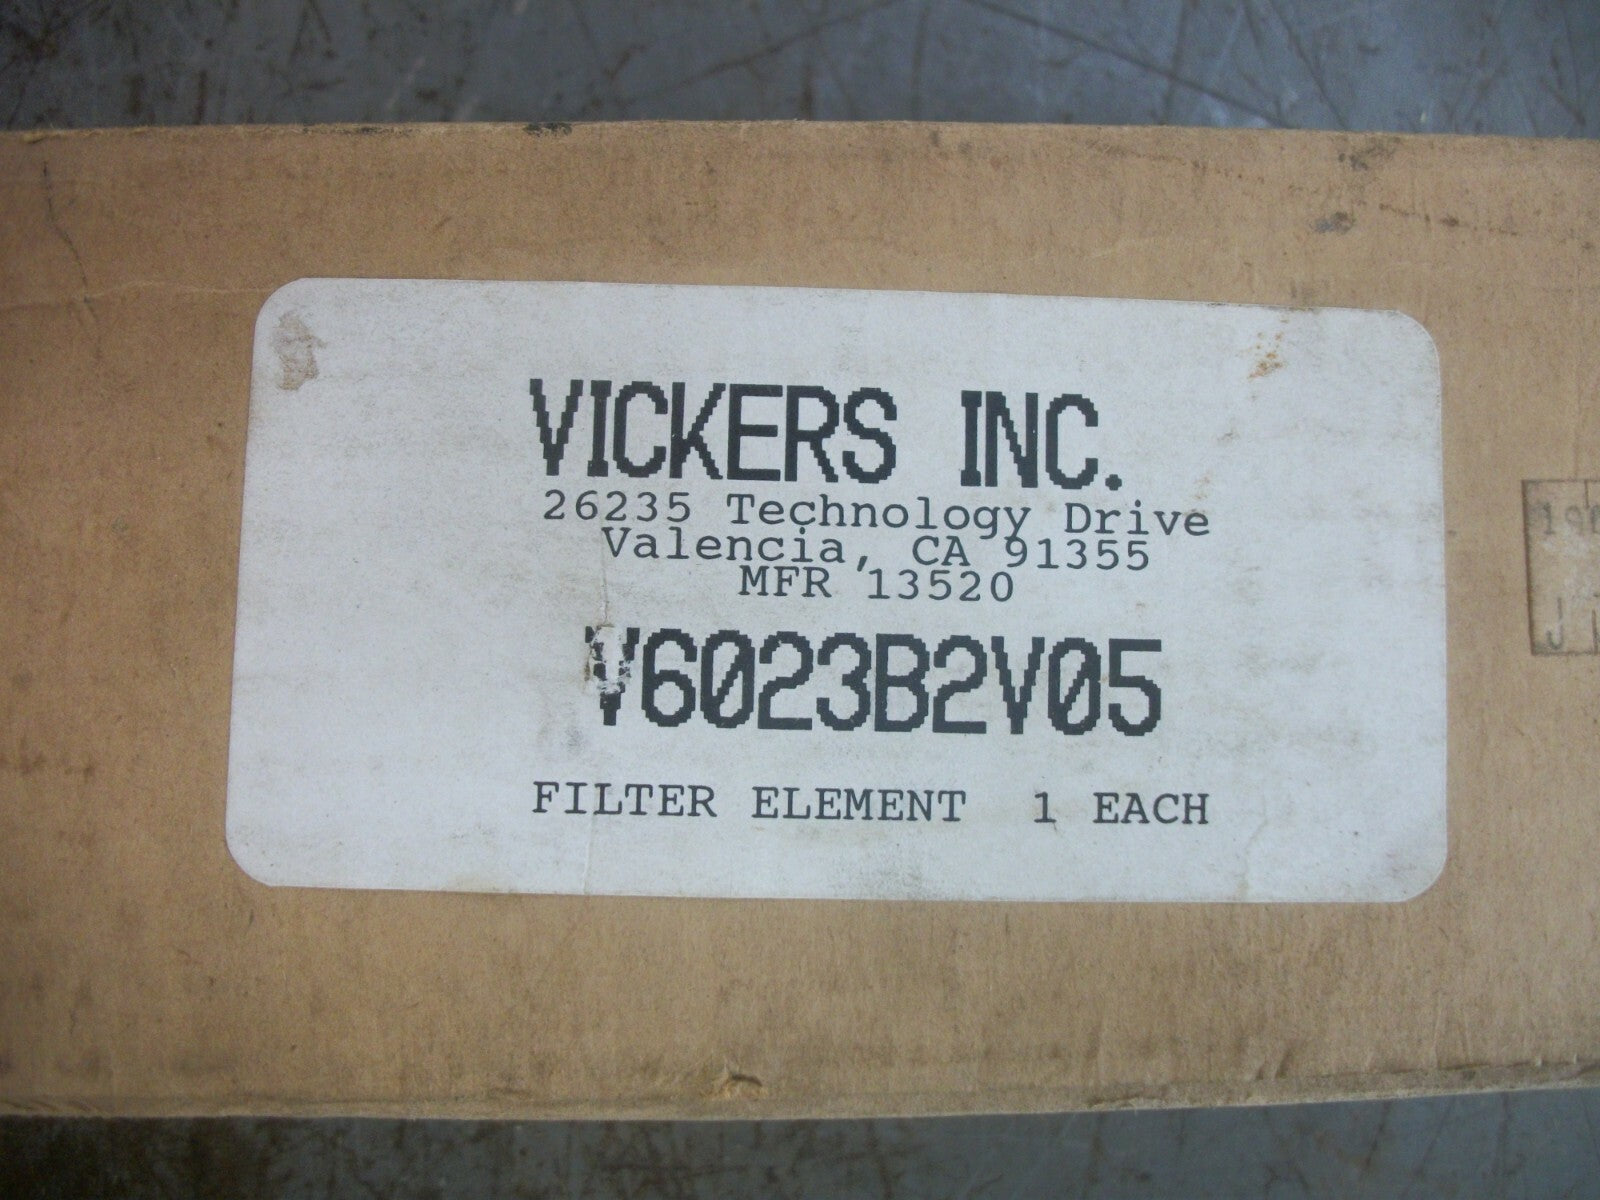 VICKERS INC.
26235 Technology Drive
Valencia, CA 91355
MFR 13520
V6023B2V05
FILTER ELEMENT 1 EACH